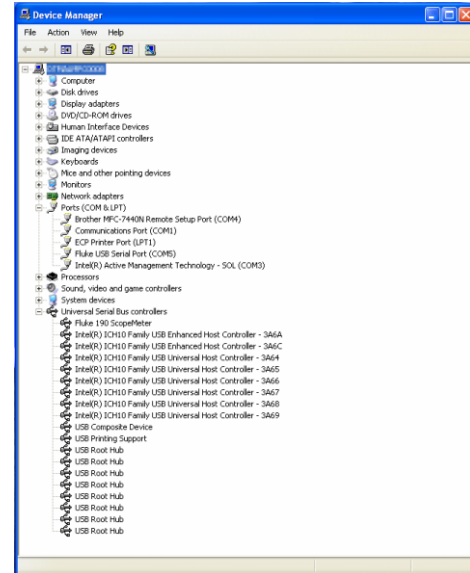 Device Manager
File Action View Help
Computer
Disk drives
Display adapters
DVD/CD-ROM drives
Human Interface Devices
IDE ATA/ATAPI controllers
Imaging devices
Keyboards
Mice and other pointing devices
Monitors
Network adapters
Ports (COM & LPT)
Brother MFC-7440N Remote Setup Port (COM4)
Communications Port (COM1)
ECP Printer Port (LPT1)
Fluke USB Serial Port (COM5)
Intel(R) Active Management Technology - SOL (COM3)
Processors
Sound, video and game controllers
System devices
Universal Serial Bus controllers
Fluke 190 ScopeMeter
Intel(R) ICH10 Family USB Enhanced Host Controller - 3A6A
Intel(R) ICH10 Family USB Enhanced Host Controller - 3A6C
Intel(R) ICH10 Family USB Universal Host Controller - 3A64
Intel(R) ICH10 Family USB Universal Host Controller - 3A65
Intel(R) ICH10 Family USB Universal Host Controller - 3A66
Intel(R) ICH10 Family USB Universal Host Controller - 3A67
Intel(R) ICH10 Family USB Universal Host Controller - 3A68
Intel(R) ICH10 Family USB Universal Host Controller - 3A69
USB Composite Device
USB Printing Support
USB Root Hub
USB Root Hub
USB Root Hub
USB Root Hub
USB Root Hub
USB Root Hub
USB Root Hub
USB Root Hub